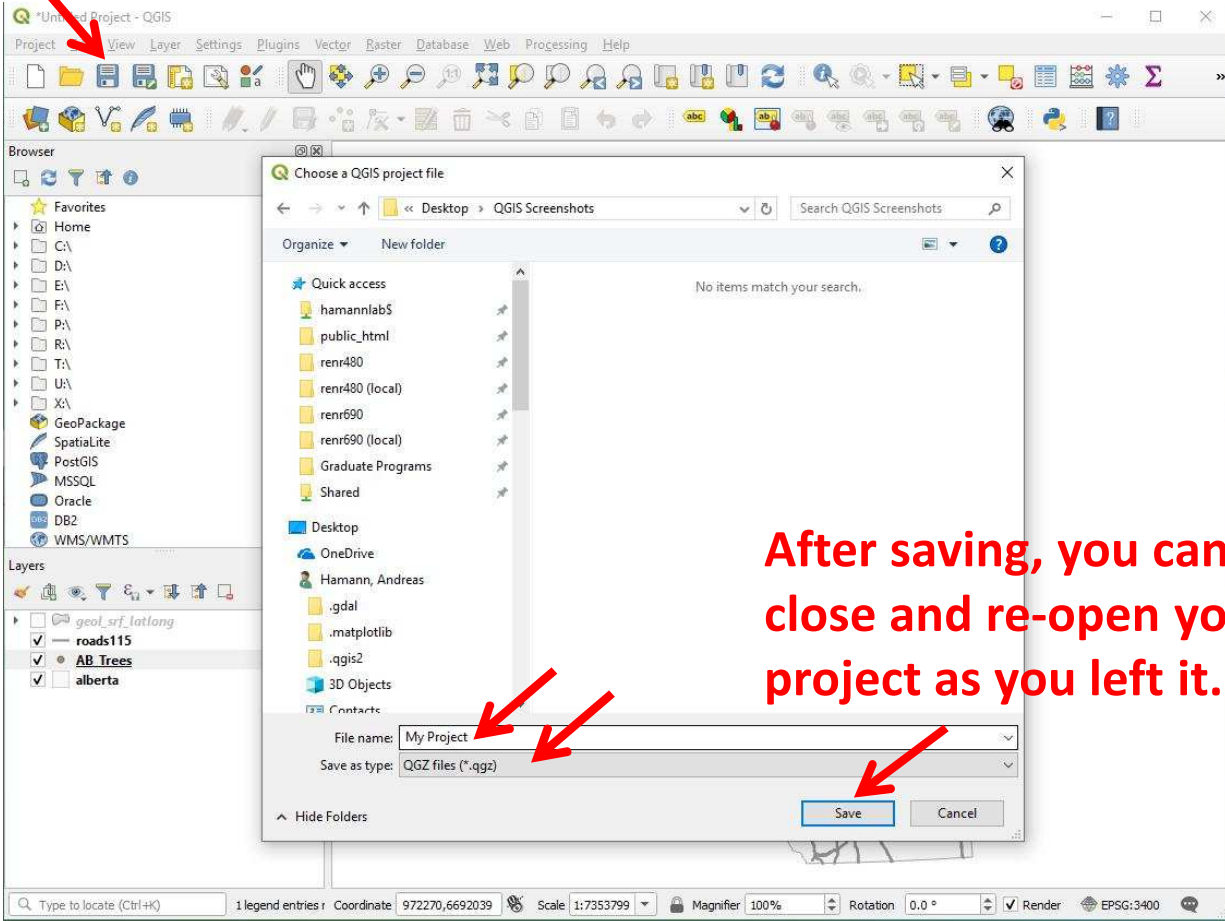 *Untitled Project - QGIS
Project View Layer Settings Plugins Vector Raster Database Web Processing Help
abc
Browser
Favorites
Home
C:\
D:\
E:\
F:\
P:\
R:\
T:\
U:\
X:\
GeoPackage
SpatiaLite
PostGIS
MSSQL
Oracle
DB2 DB2
WMS/WMTS
Layers
geol_srf_latlong
roads115
AB_Trees
alberta
Choose a QGIS project file
« Desktop › QGIS Screenshots
Search QGIS Screenshots
Organize New folder
Quick access
hamannlab$
public_html
renr480
renr480 (local)
renr690
renr690 (local)
Graduate Programs
Shared
Desktop
OneDrive
Hamann, Andreas
.gdal
.matplotlib
.qgis2
3D Objects
Contacts
No items match your search.
After saving, you can
close and re-open yo
project as you left it.
File name: My Project
Save as type: QGZ files (*.qgz)
Hide Folders
Save Cancel
Type to locate (Ctrl+K) 1 legend entries r Coordinate 972270,6692039 Scale 1:7353799 Magnifier 100% Rotation 0.0 ° Render EPSG:3400